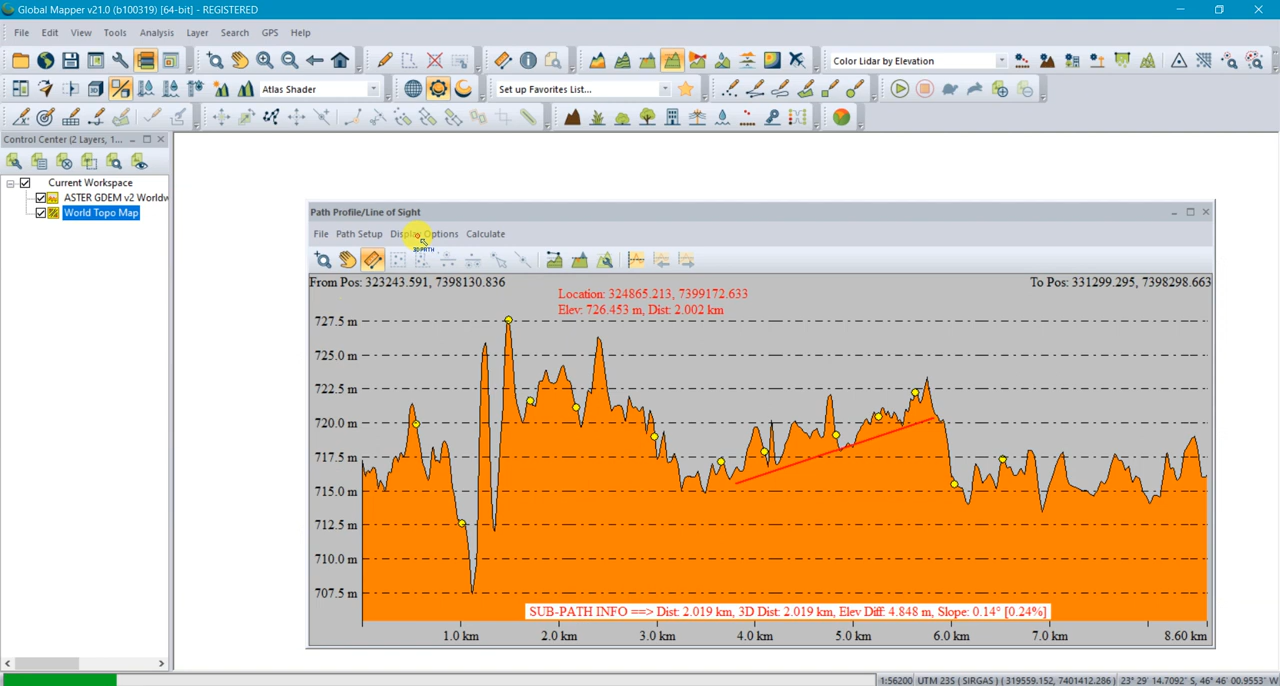 Global Mapper v21.0 (b100319) [64-bit] - REGISTERED
File Edit View Tools Analysis Layer Search GPS Help
Color Lidar by Elevation
Atlas Shader
Set up Favorites List...
Control Center (2 Layers, 1...
Current Workspace
ASTER GDEM v2 Worldw
World Topo Map
Path Profile/Line of Sight
File Path Setup Display Options Calculate
3D PATH
From Pos: 323243.591, 7398130.836
To Pos: 331299.295, 7398298.663
Location: 324865.213, 7399172.633
Elev: 726.453 m, Dist: 2.002 km
727.5 m
725.0 m
722.5 m
720.0 m
717.5 m
715.0 m
712.5 m
710.0 m
707.5 m
SUB-PATH INFO ==> Dist: 2.019 km, 3D Dist: 2.019 km, Elev Diff: 4.848 m, Slope: 0.14° [0.24%]
1.0 km 2.0 km 3.0 km 4.0 km 5.0 km 6.0 km 7.0 km 8.60 km
1:56200 UTM 23S ( SIRGAS ) ( 319559.152, 7401412.286 ) 23° 29' 14.7092" S, 46° 46' 00.9553" W